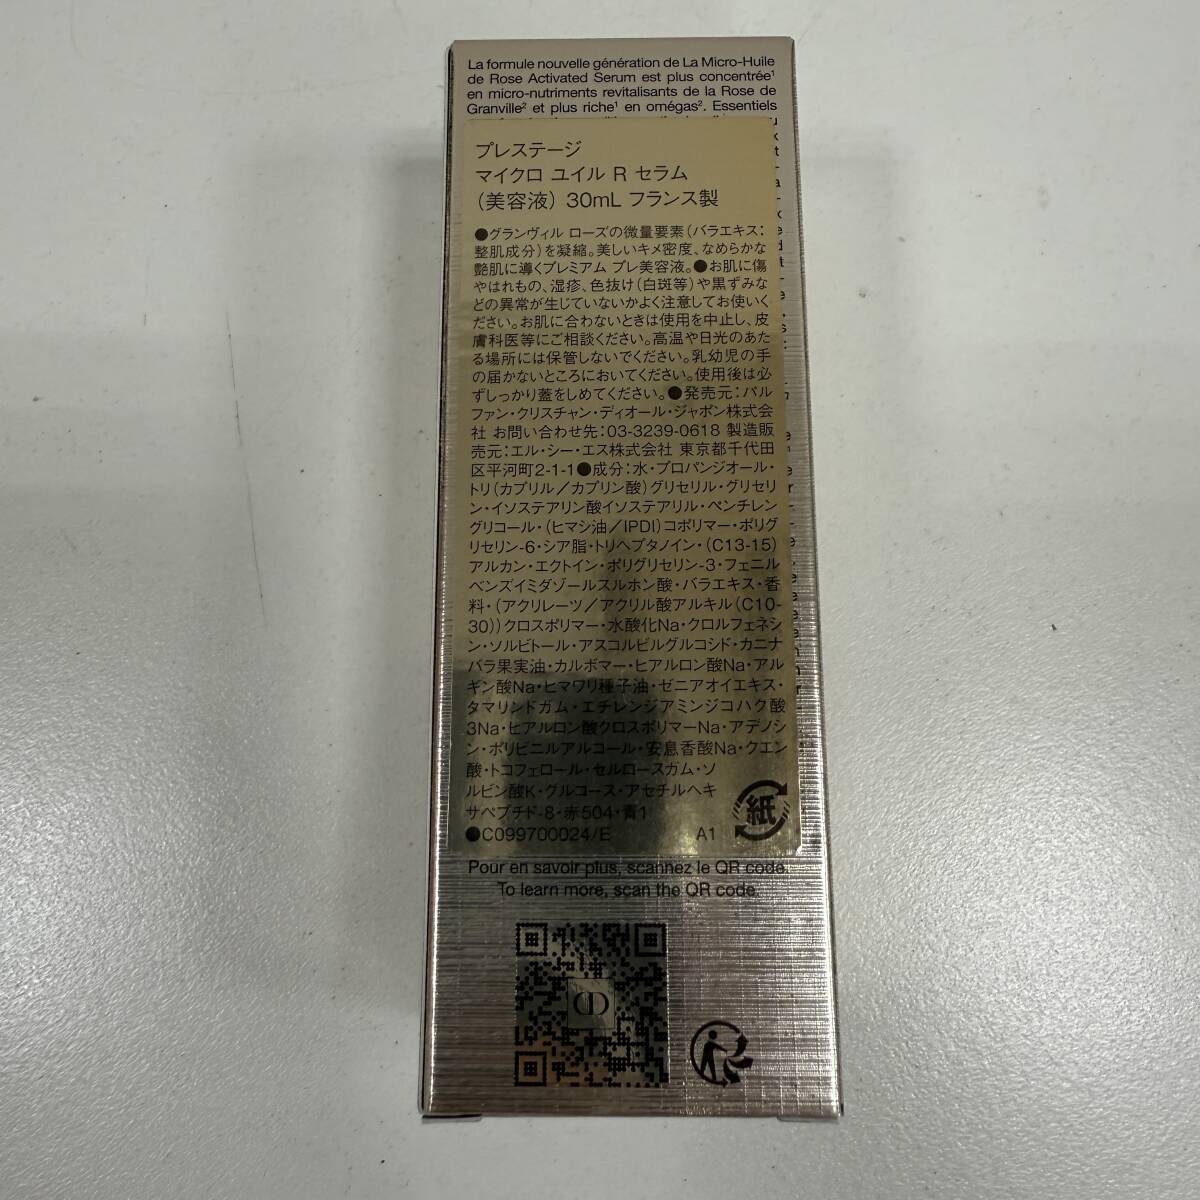 La formule nouvelle génération de La Micro-Huile
de Rose Activated Serum est plus concentrée¹
en micro-nutriments revitalisants de la Rose de
Granville² et plus riche¹ en omégas². Essentiels
プレステージ
マイクロ ユイル R セラム
（美容液） 30mL フランス製
●グランヴィル ローズの微量要素（バラエキス：
整肌成分）を凝縮。美しいキメ密度、なめらかな
艶肌に導くプレミアム プレ美容液。●お肌に傷
やはれもの、湿疹、色抜け（白斑等）や黒ずみな
どの異常が生じていないかよく注意してお使いく
ださい。お肌に合わないときは使用を中止し、皮
膚科医等にご相談ください。高温や日光のあた
る場所には保管しないでください。乳幼児の手
の届かないところにおいてください。使用後は必
ずしっかり蓋をしめてください。●発売元：パル
ファン・クリスチャン・ディオール・ジャポン株式会
社 お問い合わせ先：03-3239-0618 製造販
売元：エル・シー・エス株式会社 東京都千代田
区平河町2-1-1●成分：水・プロパンジオール・
トリ（カプリル／カプリン酸）グリセリル・グリセリ
ン・イソステアリン酸イソステアリル・ペンチレン
グリコール・（ヒマシ油／IPDI）コポリマー・ポリグ
リセリン-6・シア脂・トリヘプタノイン・（C13-15）
アルカン・エクトイン・ポリグリセリン-3・フェニル
ベンズイミダゾールスルホン酸・バラエキス・香
料・（アクリレーツ／アクリル酸アルキル（C10-
30））クロスポリマー・水酸化Na・クロルフェネシ
ン・ソルビトール・アスコルビルグルコシド・カニナ
バラ果実油・カルボマー・ヒアルロン酸Na・アル
ギン酸Na・ヒマワリ種子油・ゼニアオイエキス・
タマリンドガム・エチレンジアミンジコハク酸
3Na・ヒアルロン酸クロスポリマーNa・アデノシ
ン・ポリビニルアルコール・安息香酸Na・クエン
酸・トコフェロール・セルロースガム・ソ
ルビン酸K・グルコース・アセチルヘキ
サペプチド-8・赤504・青1
●C099700024/E A1
紙
Pour en savoir plus, scannez le QR code.
To learn more, scan the QR code.
CD